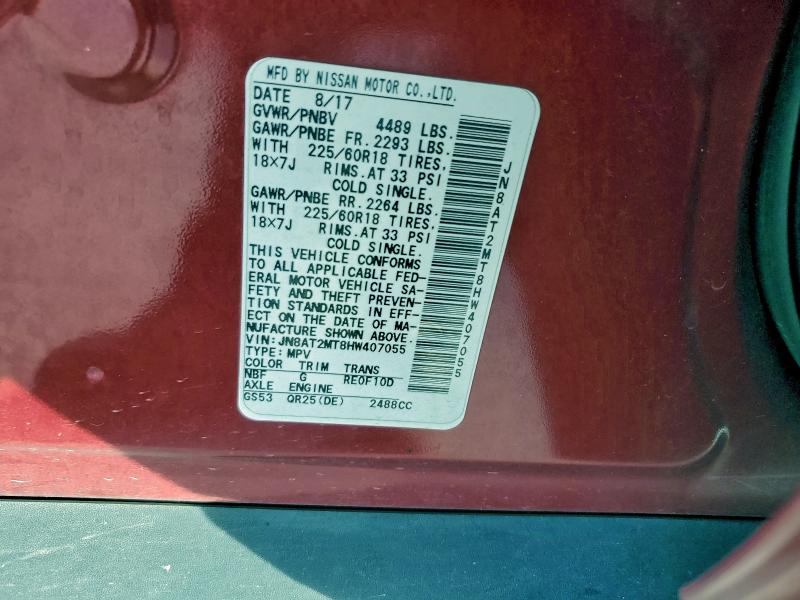 MFD BY NISSAN MOTOR CO.,LTD.
DATE 8/17
GVWR/PNBV 4489 LBS.
GAWR/PNBE FR. 2293 LBS.
WITH 225/60R18 TIRES,
18X7J RIMS.AT 33 PSI
COLD SINGLE.
GAWR/PNBE RR. 2264 LBS.
WITH 225/60R18 TIRES,
18X7J RIMS.AT 33 PSI
COLD SINGLE.
THIS VEHICLE CONFORMS
TO ALL APPLICABLE FED-
ERAL MOTOR VEHICLE SA-
FETY AND THEFT PREVEN-
TION STANDARDS IN EFF-
ECT ON THE DATE OF MA-
NUFACTURE SHOWN ABOVE.
VIN:JN8AT2MT8HW407055
TYPE:MPV
COLOR TRIM TRANS
NBF G RE0F10D
AXLE ENGINE
GS53 QR25(DE) 2488CC
JN8AT2MT8HW407055